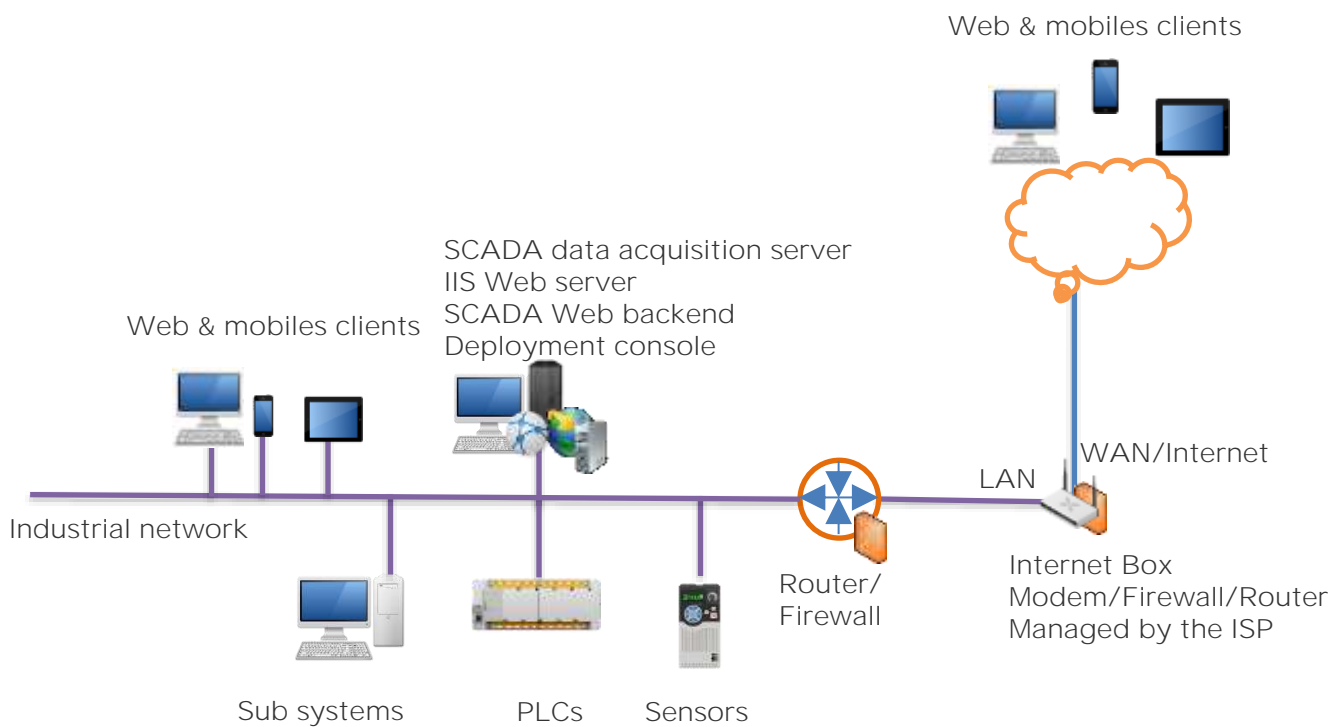 Web & mobiles clients
SCADA data acquisition server
IIS Web server
SCADA Web backend
Deployment console
Web & mobiles clients
WAN/Internet
LAN
Industrial network
Router/
Firewall
Internet Box
Modem/Firewall/Router
Managed by the ISP
Sub systems
PLCs
Sensors